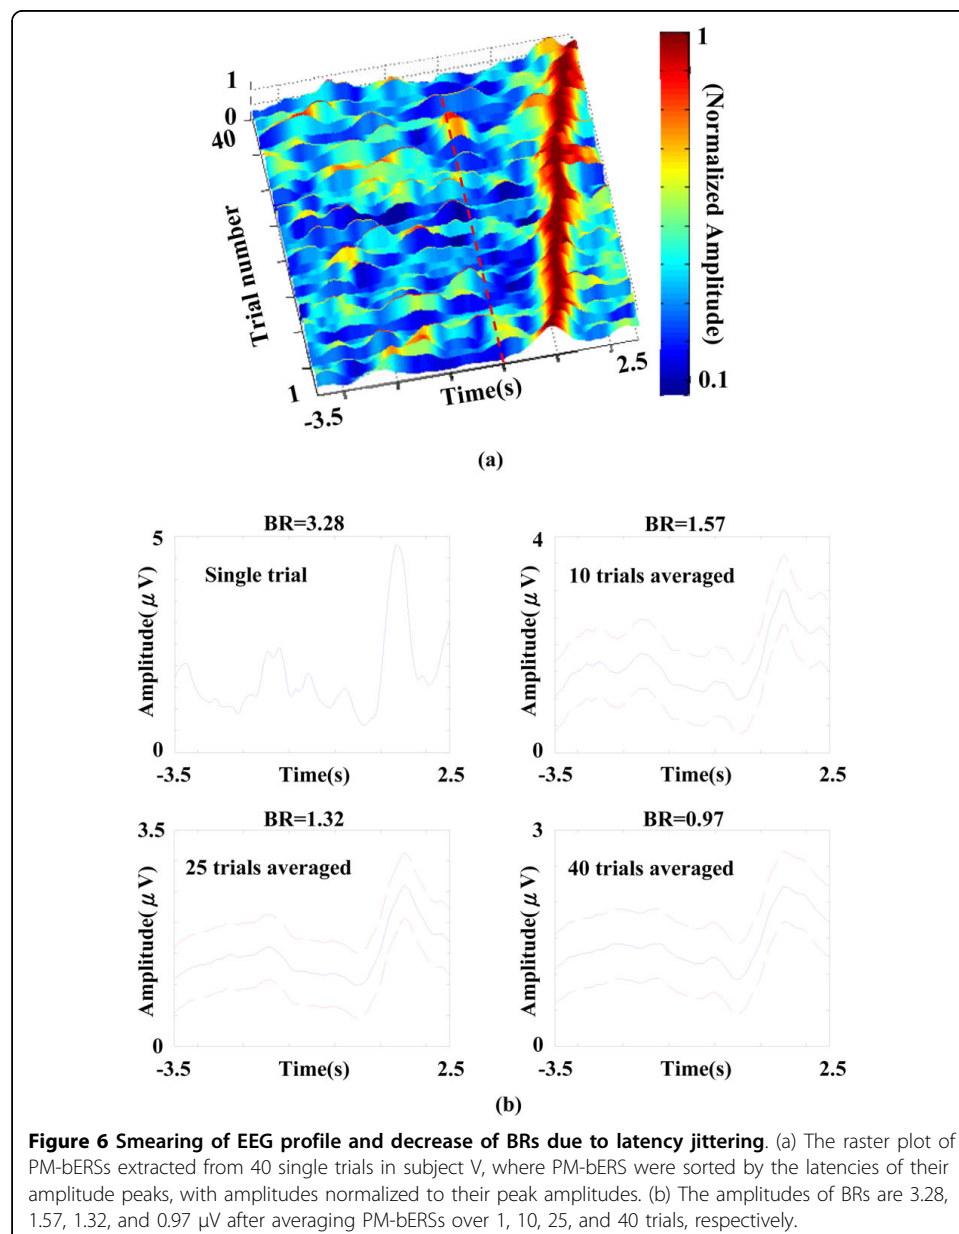 1
0
40
Trial number
1
-3.5
Time(s)
2.5
1
(Normalized Amplitude)
0.1
(a)
BR=3.28
5
Single trial
Amplitude(μV)
0
-3.5
Time(s)
2.5
BR=1.57
4
10 trials averaged
Amplitude(μV)
0
-3.5
Time(s)
2.5
BR=1.32
3.5
25 trials averaged
Amplitude(μV)
0
-3.5
Time(s)
2.5
BR=0.97
3
40 trials averaged
Amplitude(μV)
0
-3.5
Time(s)
2.5
(b)
Figure 6 Smearing of EEG profile and decrease of BRs due to latency jittering. (a) The raster plot of
PM-bERSs extracted from 40 single trials in subject V, where PM-bERS were sorted by the latencies of their
amplitude peaks, with amplitudes normalized to their peak amplitudes. (b) The amplitudes of BRs are 3.28,
1.57, 1.32, and 0.97 μV after averaging PM-bERSs over 1, 10, 25, and 40 trials, respectively.